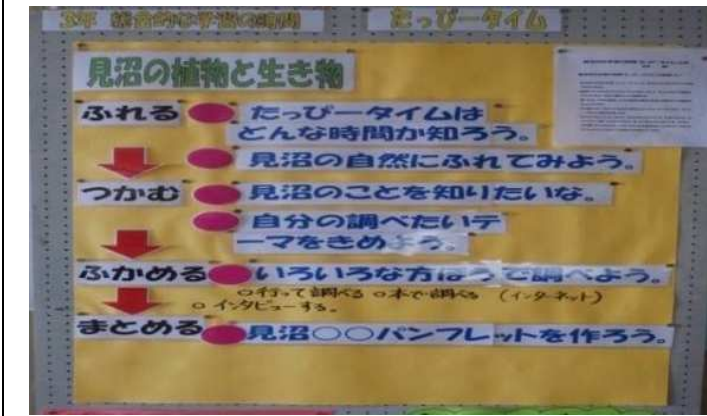 3年 総合的な学習の時間 たっぴータイム
見沼の植物と生き物
ふれる たっぴータイムは
どんな時間か知ろう。
見沼の自然にふれてみよう。
つかむ 見沼のことを知りたいな。
自分の調べたいテ
ーマをきめよう。
ふかめる いろいろな方ほうで調べよう。
○行って調べる ○本で調べる (インターネット)
○インタビューする。
まとめる 見沼○○パンフレットを作ろう。